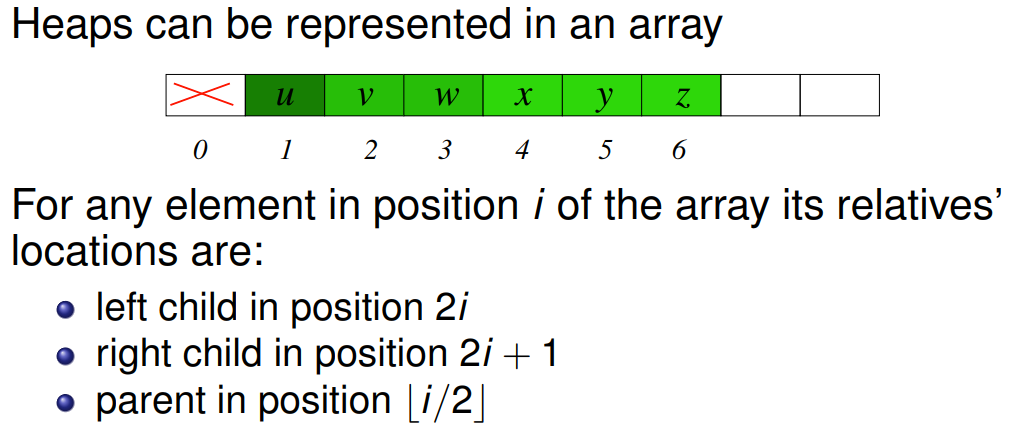 Heaps can be represented in an array
u v w x y z
0 1 2 3 4 5 6
For any element in position i of the array its relatives’
locations are:
left child in position 2i
right child in position 2i + 1
parent in position ⌊i/2⌋